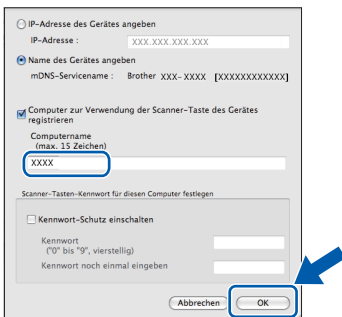 IP-Adresse des Gerätes angeben
IP-Adresse : XXX.XXX.XXX.XXX
Name des Gerätes angeben
mDNS-Servicename : Brother XXX-XXXX [XXXXXXXXXXXX]
Computer zur Verwendung der Scanner-Taste des Gerätes
registrieren
Computername
(max. 15 Zeichen)
XXXX
Scanner-Tasten-Kennwort für diesen Computer festlegen
Kennwort-Schutz einschalten
Kennwort
("0" bis "9", vierstellig)
Kennwort noch einmal eingeben
Abbrechen OK